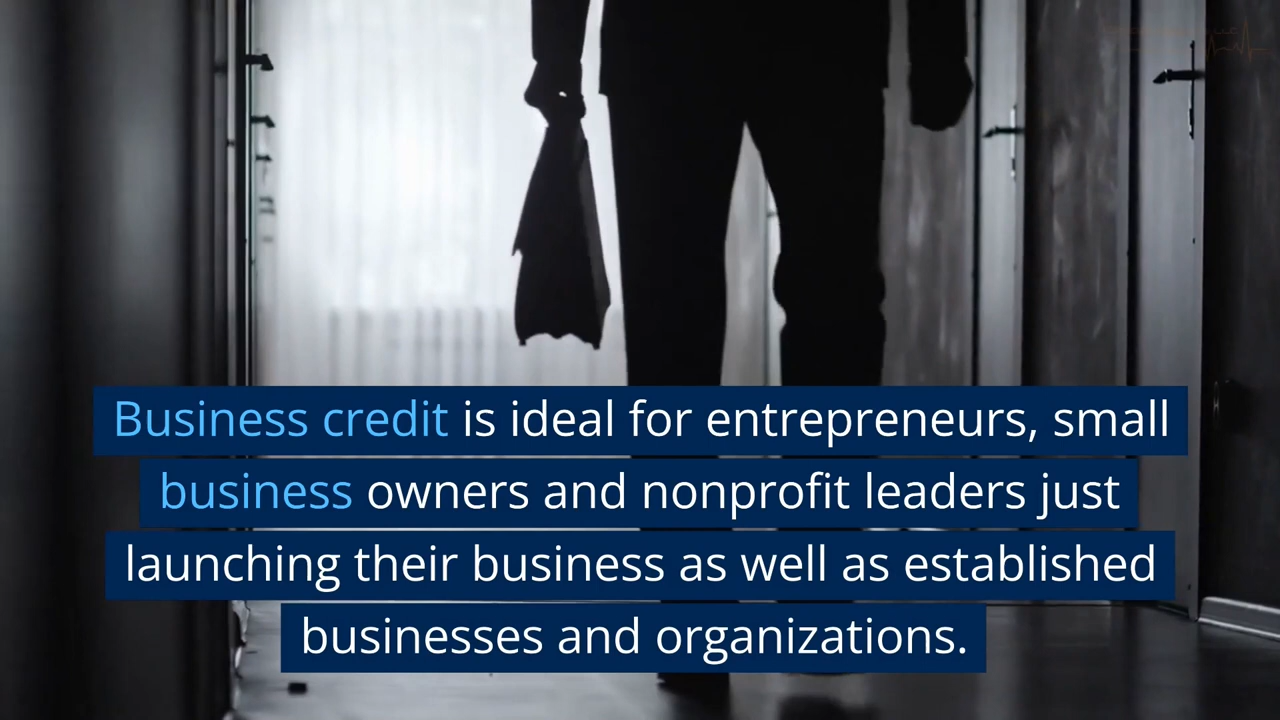 Business credit is ideal for entrepreneurs, small
business owners and nonprofit leaders just
launching their business as well as established
businesses and organizations.